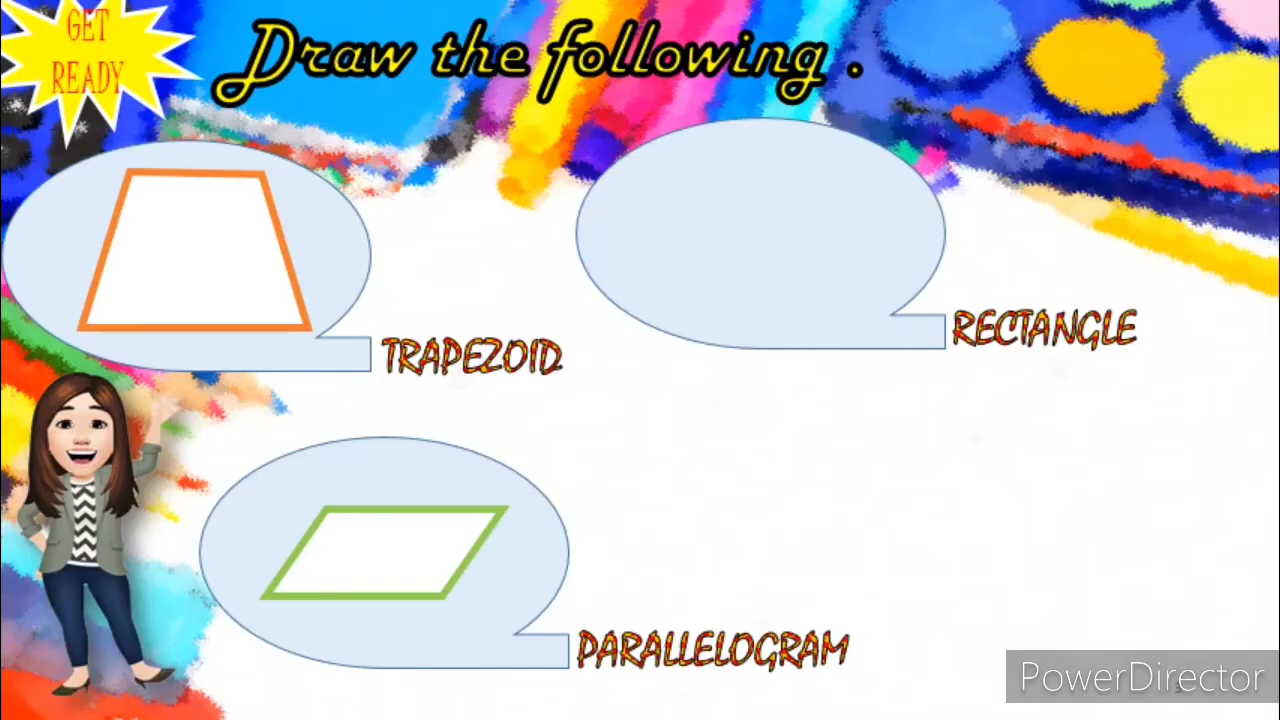 GET
READY
Draw the following .
TRAPEZOID
RECTANGLE
PARALLELOGRAM
PowerDirector